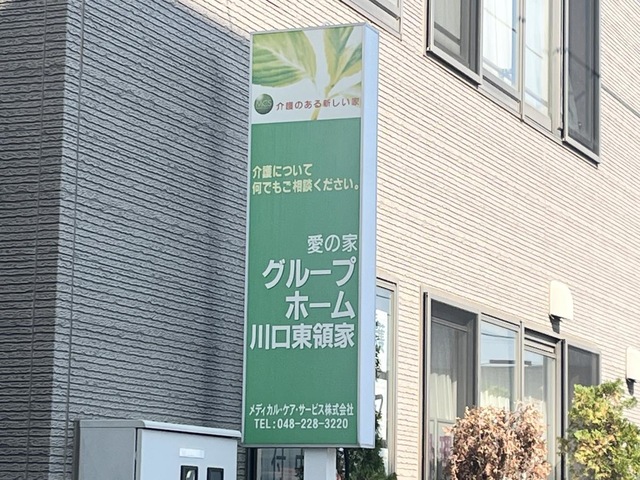 介護のある新しい家
介護について
何でもご相談ください。
愛の家
グループ
ホーム
川口東領家
メディカル・ケア・サービス株式会社
TEL:048-228-3220